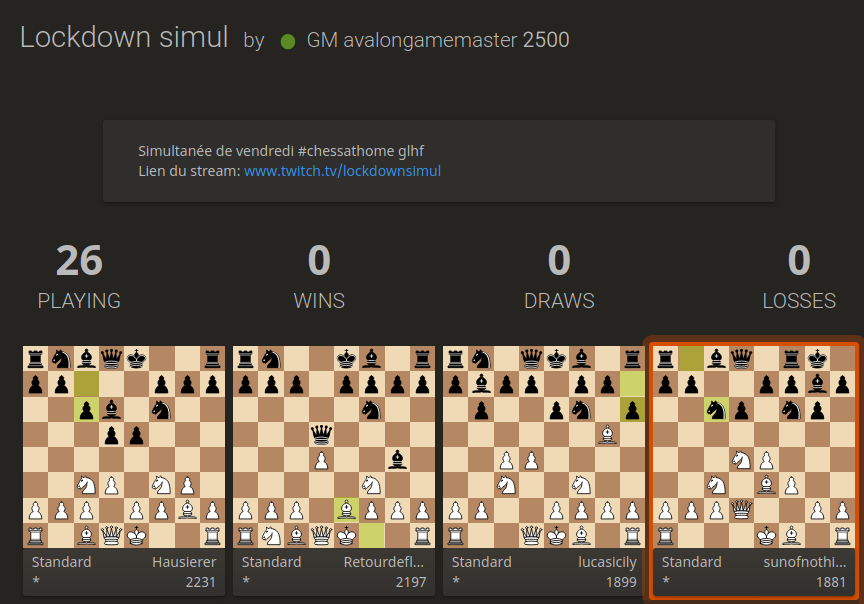 Lockdown simul by GM avalongamemaster 2500
Simultanée de vendredi #chessathome glhf
Lien du stream: www.twitch.tv/lockdownsimul
26 0 0 0
PLAYING WINS DRAWS LOSSES
Standard Hausierer Standard Retourdefl... Standard lucasicily Standard sunofnothi...
* 2231 * 2197 * 1899 * 1881